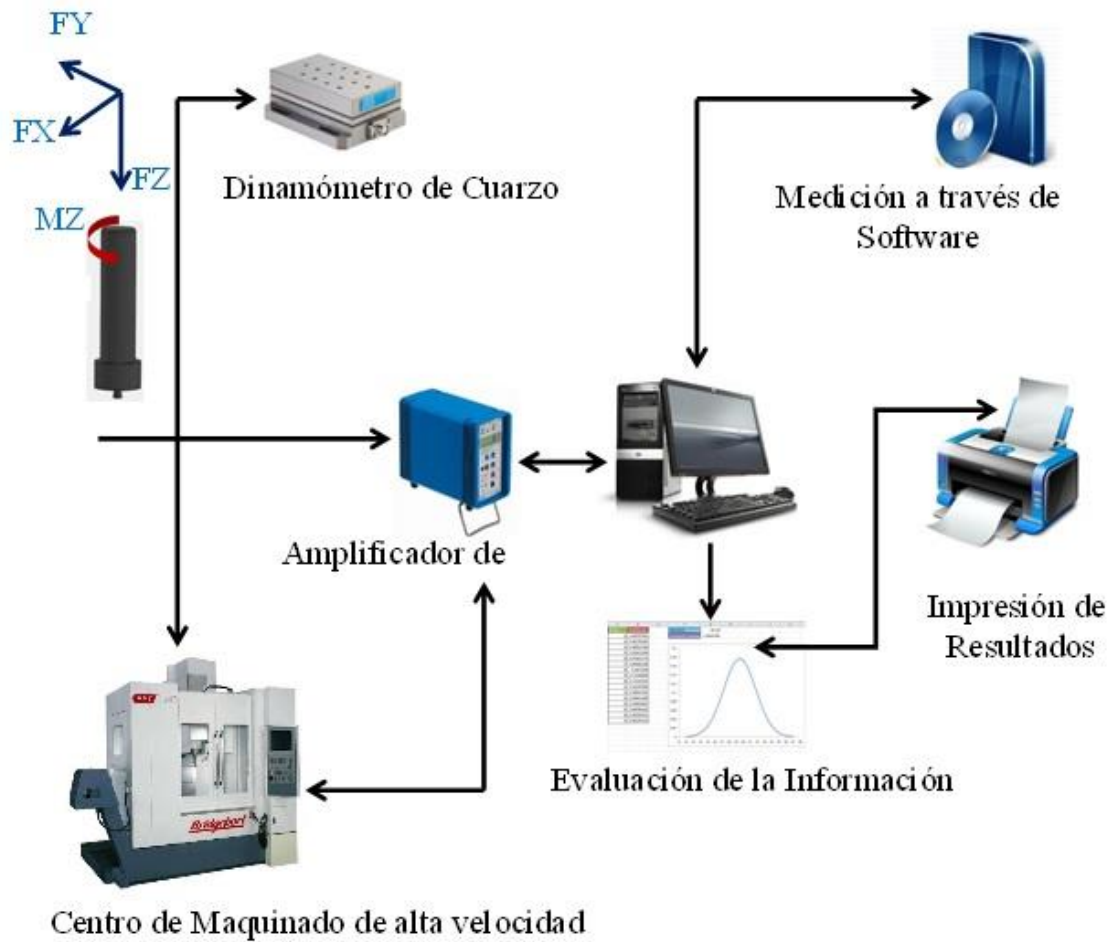 FY
FX
FZ
MZ
Dinamómetro de Cuarzo
Medición a través de
Software
Amplificador de
Impresión de
Resultados
Evaluación de la Información
Bridgeport
Centro de Maquinado de alta velocidad